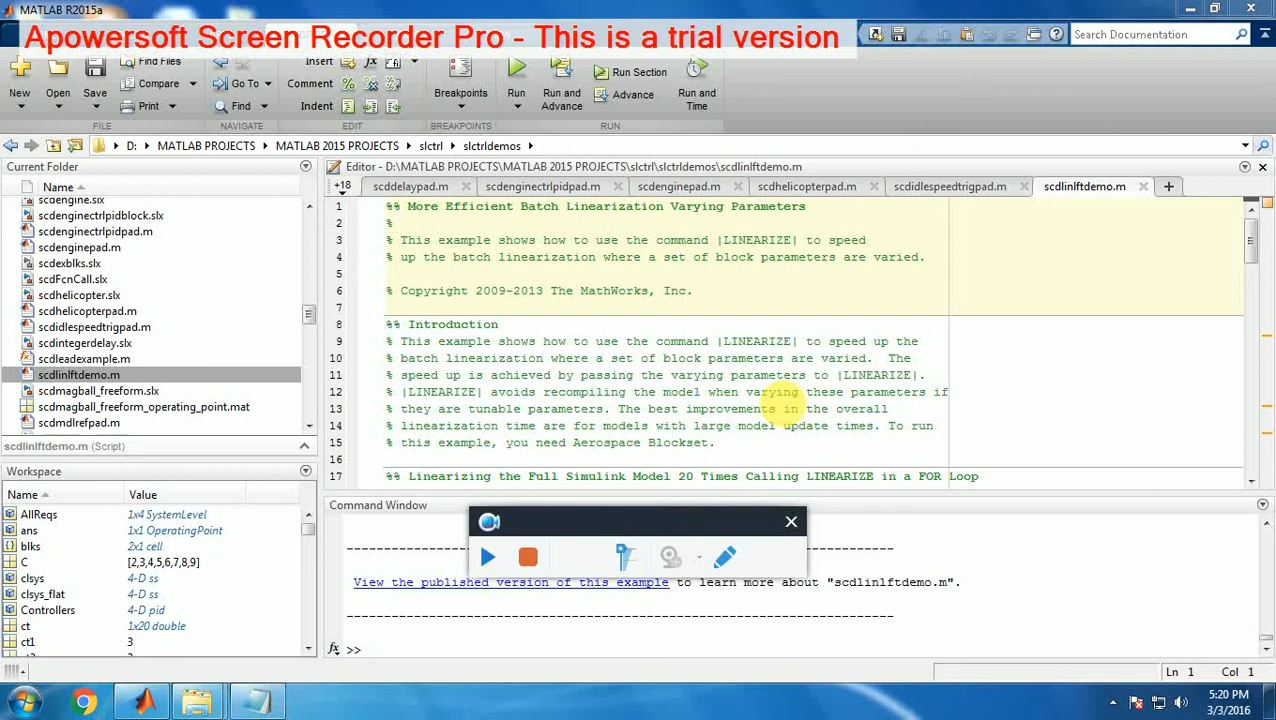 MATLAB R2015a
Apowersoft Screen Recorder Pro - This is a trial version
Search Documentation
Find Files
Insert
fx
New
Open
Save
Compare
Print
Go To
Find
Comment
Indent
Breakpoints
Run
Run and
Advance
Run Section
Advance
Run and
Time
FILE
NAVIGATE
EDIT
BREAKPOINTS
RUN
D: MATLAB PROJECTS MATLAB 2015 PROJECTS slctrl slctrldemos
Current Folder
Name
scdengine.slx
scdenginectrlpidblock.slx
scdenginectrlpidpad.m
scdenginepad.m
scdexblks.slx
scdFcnCall.slx
scdhelicopter.slx
scdhelicopterpad.m
scdidlespeedtrigpad.m
scdintegerdelay.slx
scdleadexample.m
scdlinlftdemo.m
scdmagball_freeform.slx
scdmagball_freeform_operating_point.mat
scdmdlrefpad.m
scdlinlftdemo.m (Script)
Workspace
Name Value
AllReqs 1x4 SystemLevel
ans 1x1 OperatingPoint
blks 2x1 cell
C [2,3,4,5,6,7,8,9]
clsys 4-D ss
clsys_flat 4-D ss
Controllers 4-D pid
ct 1x20 double
ct1 3
Editor - D:\MATLAB PROJECTS\MATLAB 2015 PROJECTS\slctrl\slctrldemos\scdlinlftdemo.m
+18 scddelaypad.m scdenginectrlpidpad.m scdenginepad.m scdhelicopterpad.m scdidlespeedtrigpad.m scdlinlftdemo.m
1 %% More Efficient Batch Linearization Varying Parameters
2 %
3 % This example shows how to use the command |LINEARIZE| to speed
4 % up the batch linearization where a set of block parameters are varied.
5
6 % Copyright 2009-2013 The MathWorks, Inc.
7
8 %% Introduction
9 % This example shows how to use the command |LINEARIZE| to speed up the
10 % batch linearization where a set of block parameters are varied. The
11 % speed up is achieved by passing the varying parameters to |LINEARIZE|.
12 % |LINEARIZE| avoids recompiling the model when varying these parameters if
13 % they are tunable parameters. The best improvements in the overall
14 % linearization time are for models with large model update times. To run
15 % this example, you need Aerospace Blockset.
16
17 %% Linearizing the Full Simulink Model 20 Times Calling LINEARIZE in a FOR Loop
Command Window
View the published version of this example to learn more about "scdlinlftdemo.m".
fx >>
Ln 1 Col 1
5:20 PM
3/3/2016